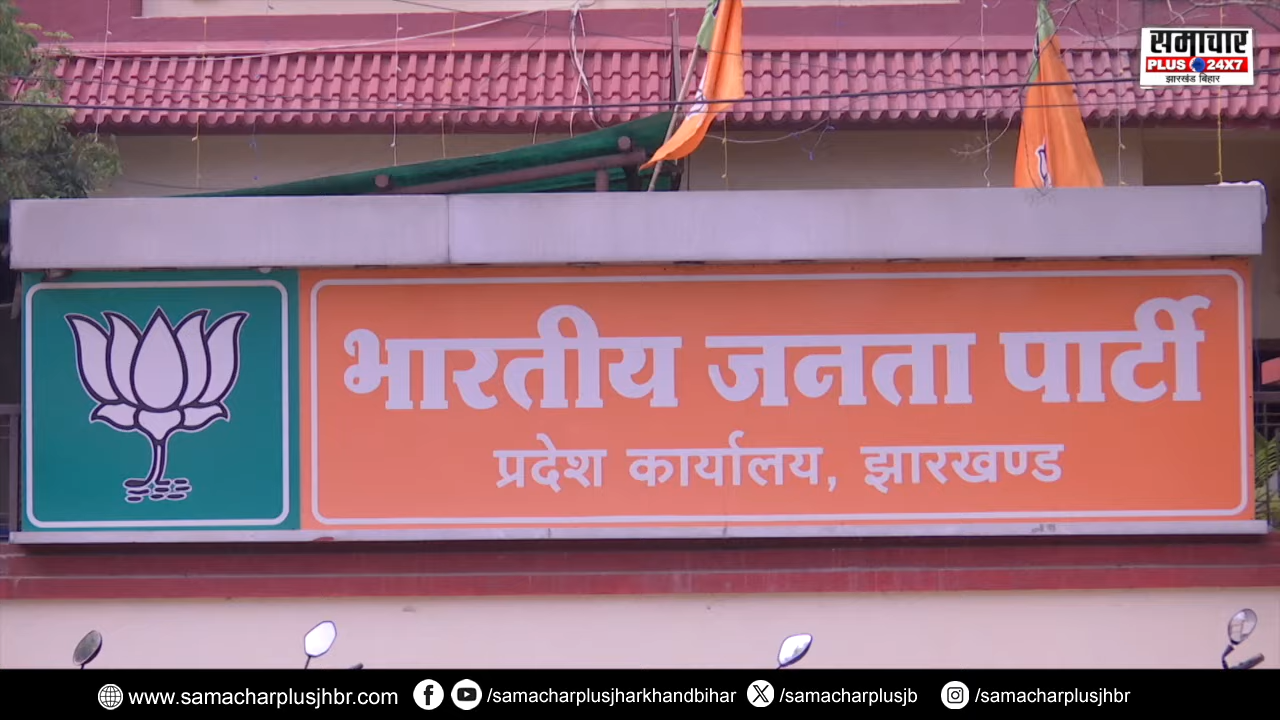 समाचार
PLUS 24X7
झारखंड बिहार
भारतीय जनता पार्टी
प्रदेश कार्यालय, झारखण्ड
www.samacharplusjhbr.com /samacharplusjharkhandbihar /samacharplusjb /samacharplusjhbr